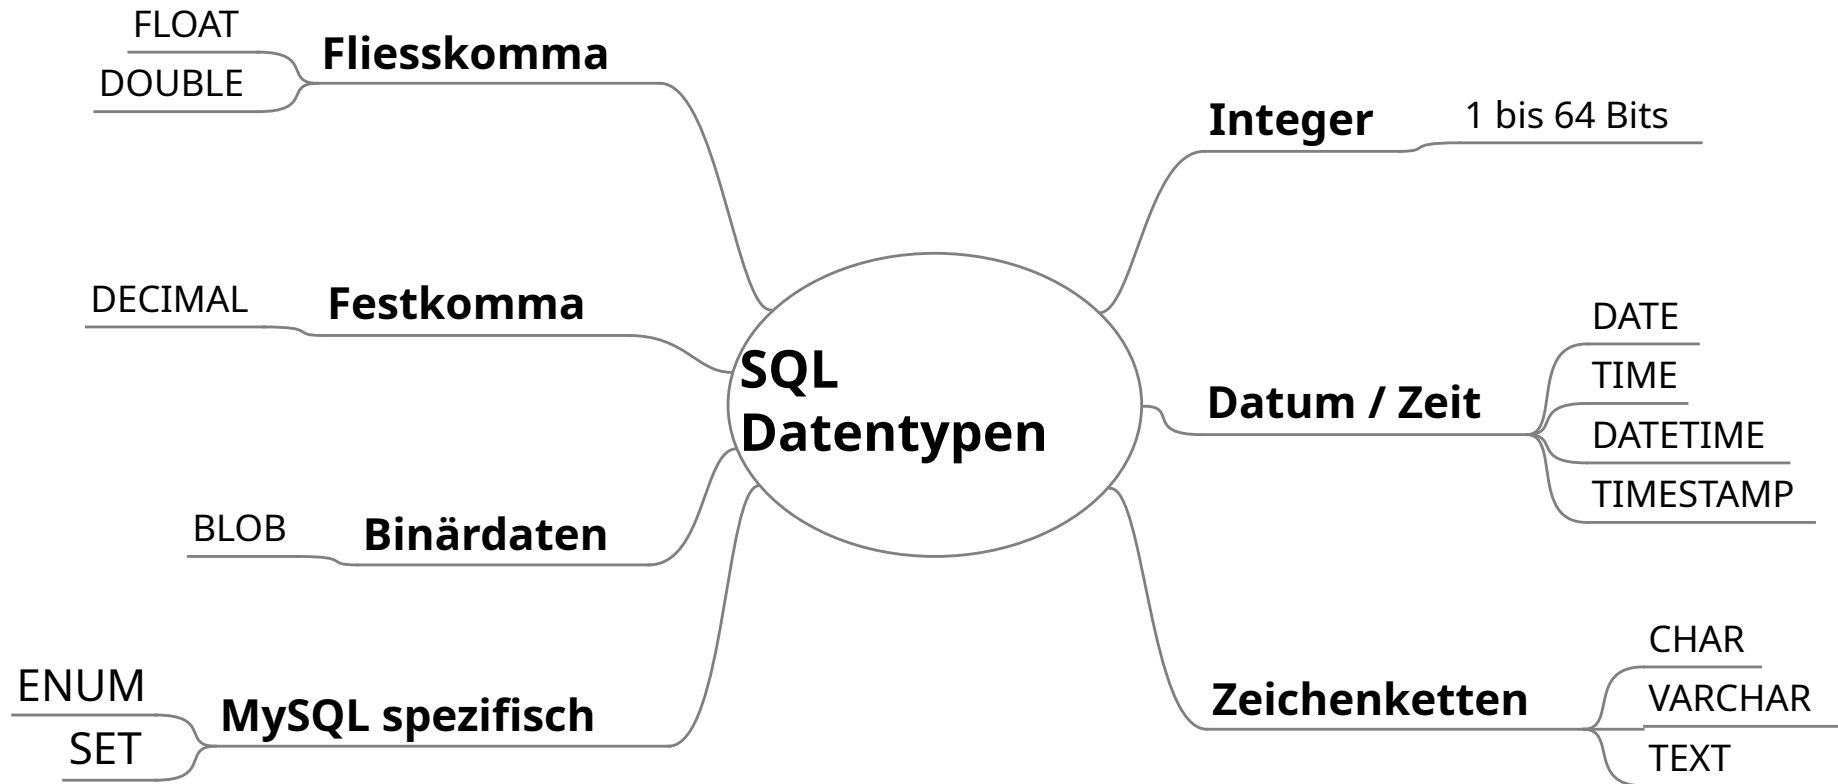 SQL
Datentypen
Fliesskomma
FLOAT
DOUBLE
Festkomma
DECIMAL
Binärdaten
BLOB
MySQL spezifisch
ENUM
SET
Integer
1 bis 64 Bits
Datum / Zeit
DATE
TIME
DATETIME
TIMESTAMP
Zeichenketten
CHAR
VARCHAR
TEXT